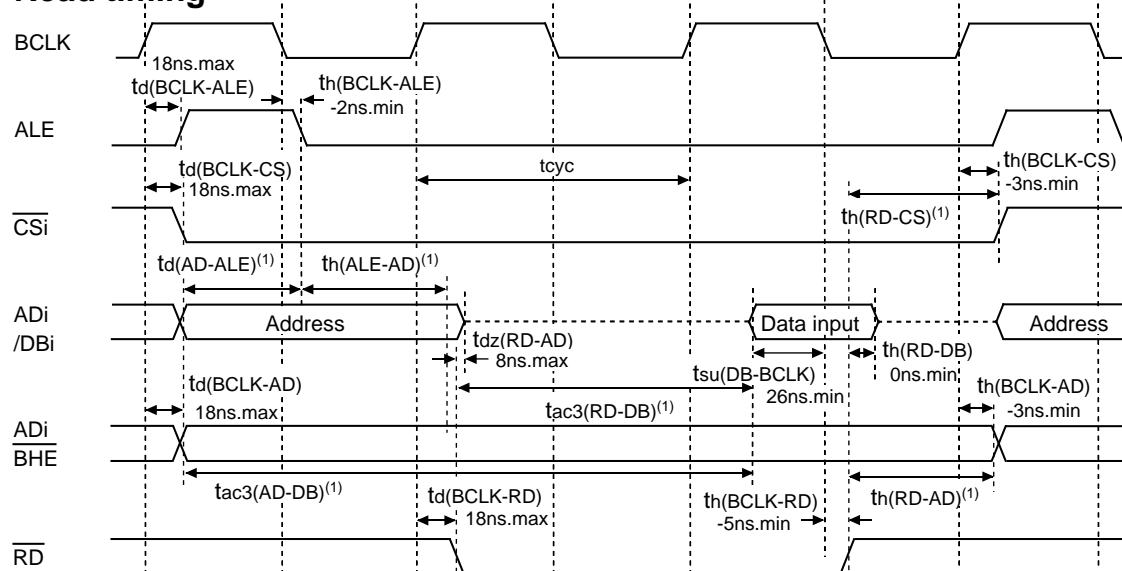 Read timing
BCLK
18ns.max
td(BCLK-ALE)
th(BCLK-ALE)
-2ns.min
ALE
td(BCLK-CS)
18ns.max
tcyc
th(BCLK-CS)
-3ns.min
th(RD-CS)(1)
CSi
td(AD-ALE)(1)
th(ALE-AD)(1)
ADi
/DBi
Address
Data input
Address
tdz(RD-AD)
8ns.max
th(RD-DB)
0ns.min
tsu(DB-BCLK)
26ns.min
td(BCLK-AD)
18ns.max
tac3(RD-DB)(1)
th(BCLK-AD)
-3ns.min
ADi
BHE
tac3(AD-DB)(1)
td(BCLK-RD)
18ns.max
th(BCLK-RD)
-5ns.min
th(RD-AD)(1)
RD